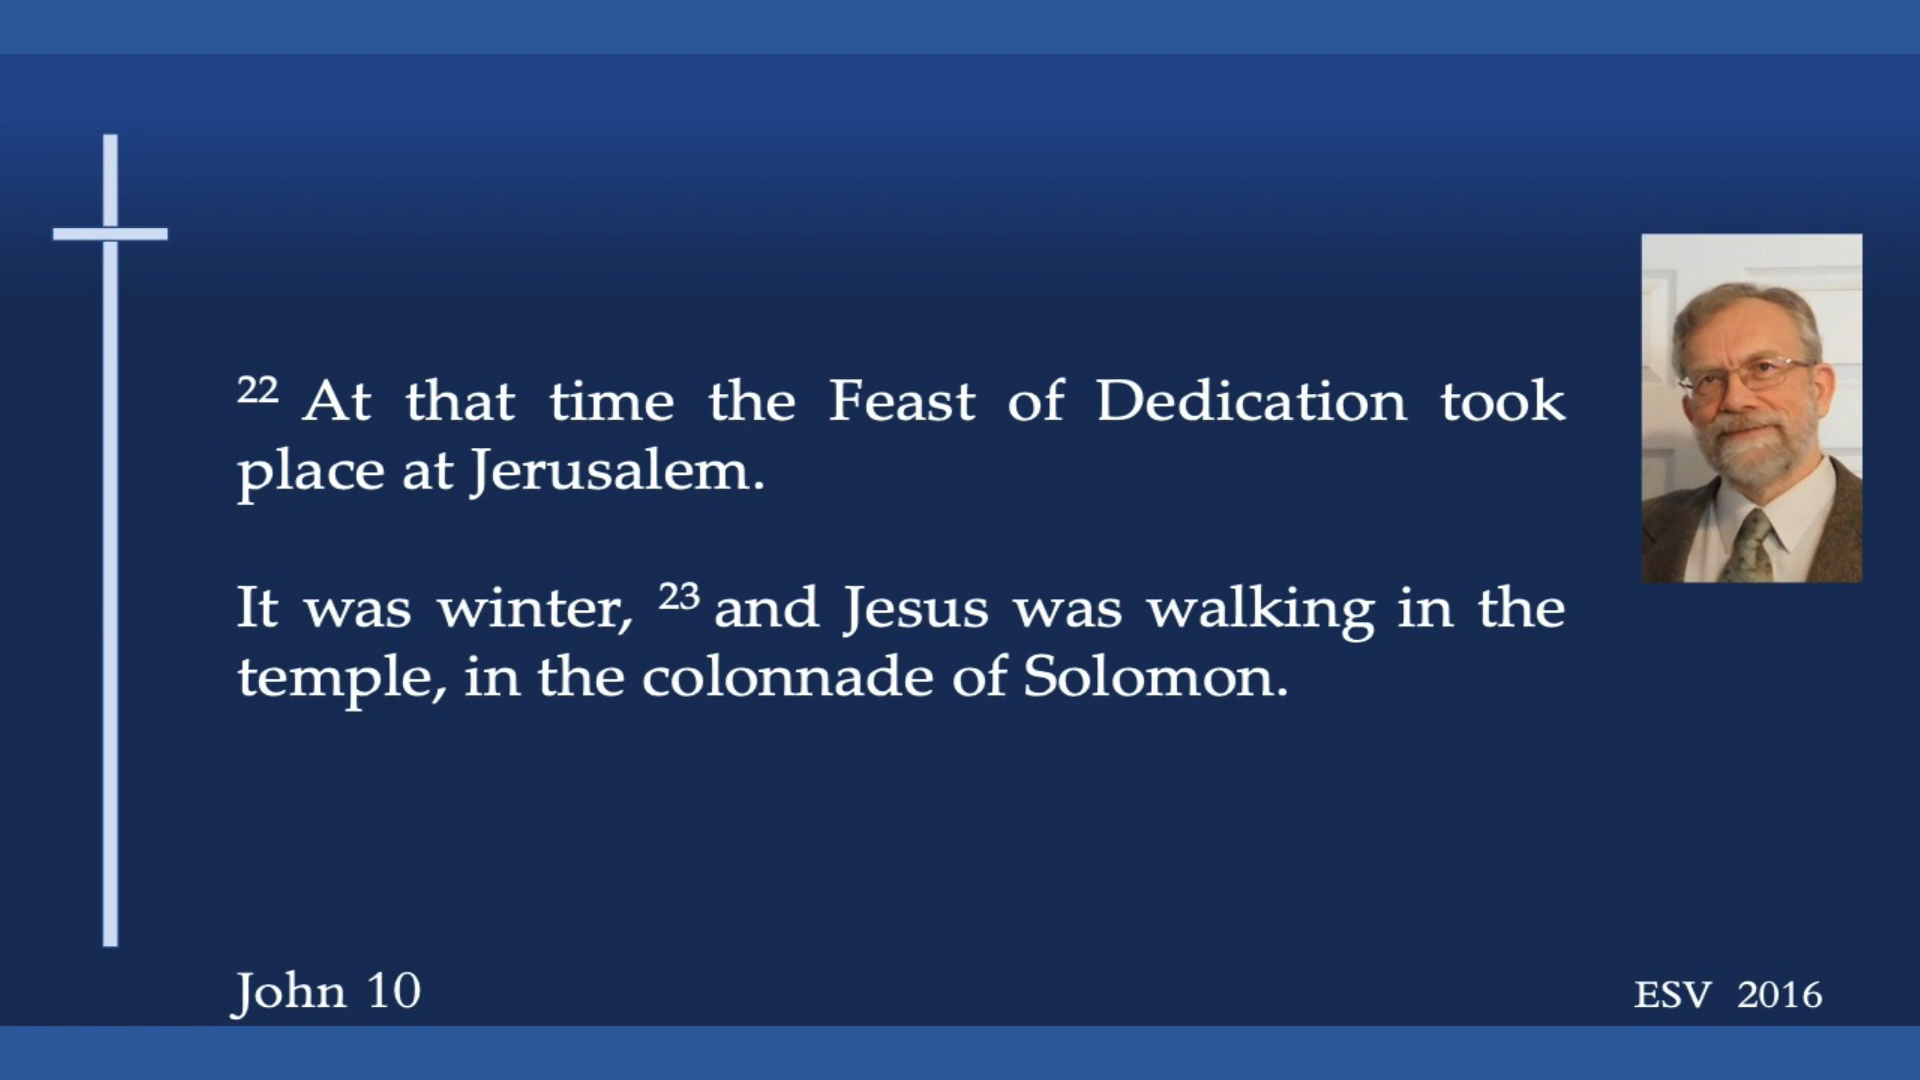 22 At that time the Feast of Dedication took
place at Jerusalem.
It was winter, 23 and Jesus was walking in the
temple, in the colonnade of Solomon.
John 10
ESV 2016